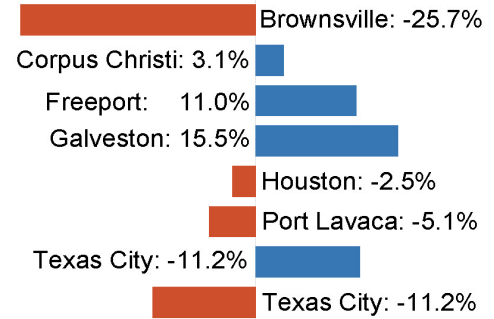 Brownsville: -25.7%
Corpus Christi: 3.1%
Freeport: 11.0%
Galveston: 15.5%
Houston: -2.5%
Port Lavaca: -5.1%
Texas City: -11.2%
Texas City: -11.2%